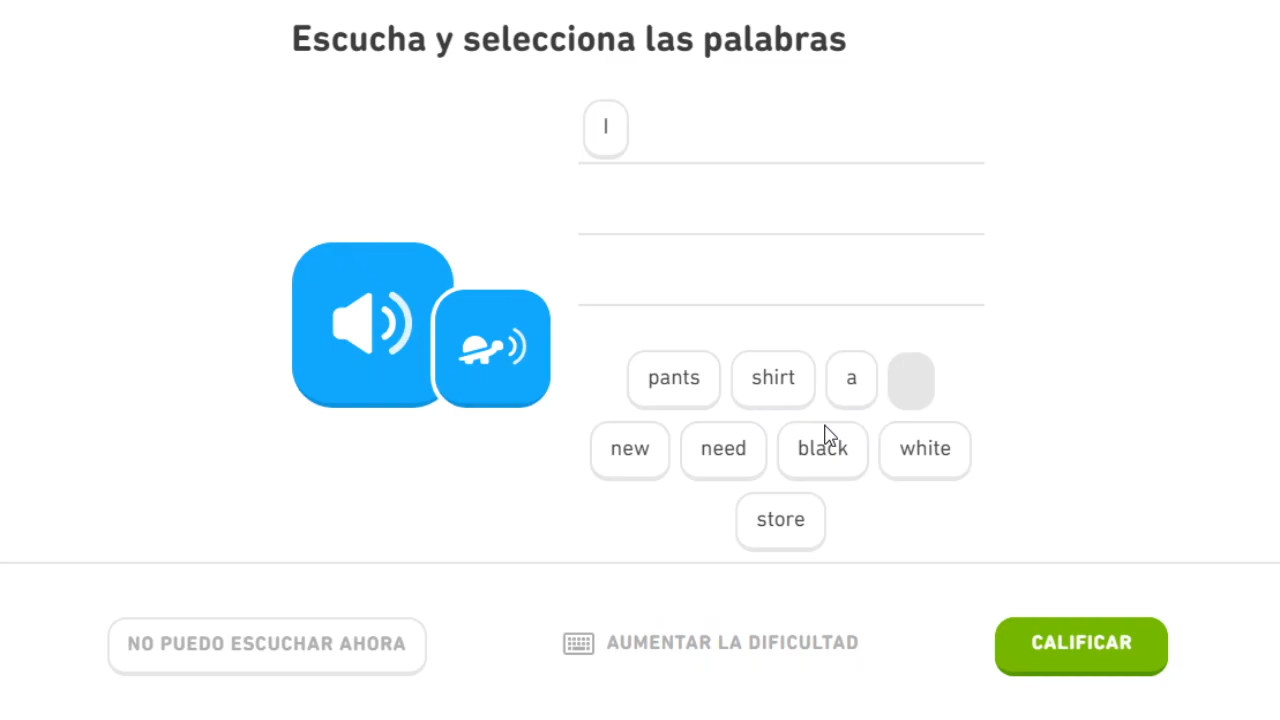 Escucha y selecciona las palabras
I
pants shirt a
new need black white
store
NO PUEDO ESCUCHAR AHORA AUMENTAR LA DIFICULTAD CALIFICAR